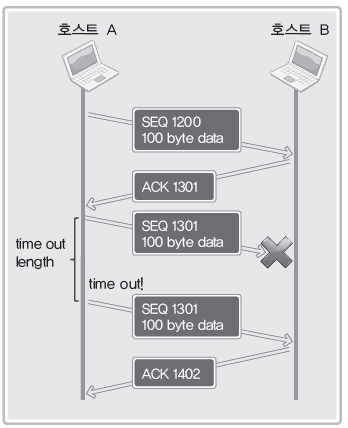 호스트 A
호스트 B
SEQ 1200
100 byte data
ACK 1301
SEQ 1301
100 byte data
time out
length
time out!
SEQ 1301
100 byte data
ACK 1402